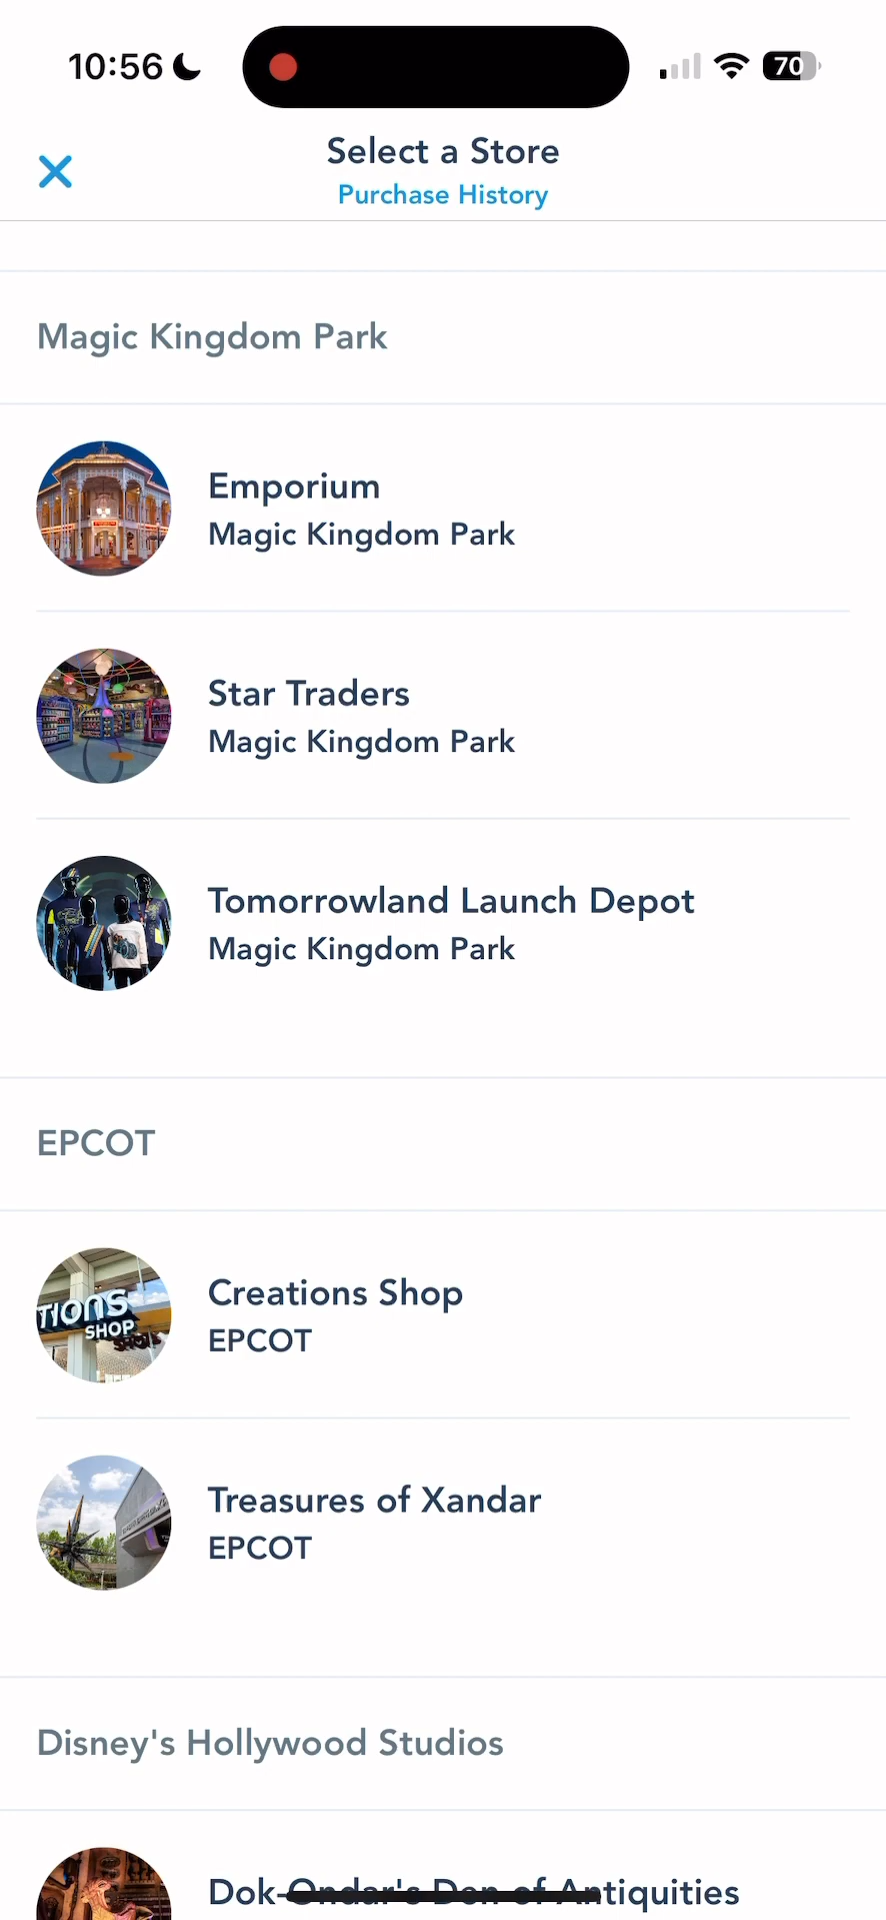 10:56
70
Select a Store
Purchase History
Magic Kingdom Park
Emporium
Magic Kingdom Park
Star Traders
Magic Kingdom Park
Tomorrowland Launch Depot
Magic Kingdom Park
EPCOT
TIONS
SHOP
Creations Shop
EPCOT
Treasures of Xandar
EPCOT
Disney's Hollywood Studios
Dok-Ondar's Den of Antiquities